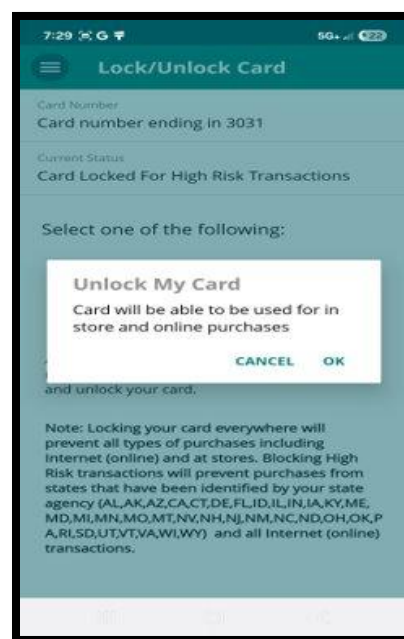 7:29 G 5G+ 22
Lock/Unlock Card
Card Number
Card number ending in 3031
Current Status
Card Locked For High Risk Transactions
Select one of the following:
Unlock My Card
Card will be able to be used for in
store and online purchases
CANCEL OK
and unlock your card.
Note: Locking your card everywhere will
prevent all types of purchases including
Internet (online) and at stores. Blocking High
Risk transactions will prevent purchases from
states that have been identified by your state
agency (AL,AK,AZ,CA,CT,DE,FL,ID,IL,IN,IA,KY,ME,
MD,MI,MN,MO,MT,NV,NH,NJ,NM,NC,ND,OH,OK,P
A,RI,SD,UT,VT,VA,WI,WY) and all Internet (online)
transactions.